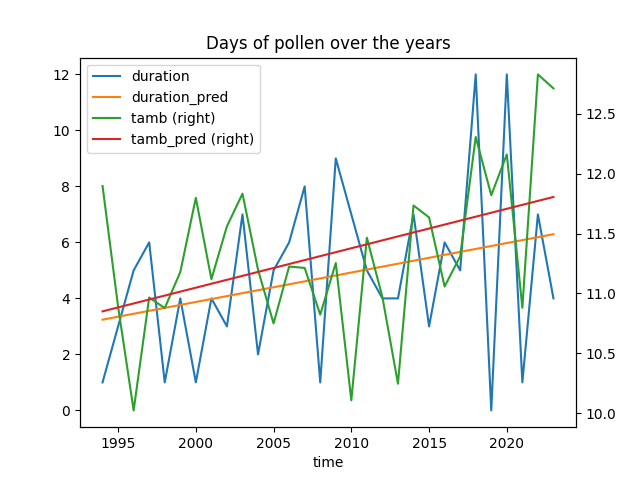 Days of pollen over the years
duration
duration_pred
tamb (right)
tamb_pred (right)
12
10
8
6
4
2
0
12.5
12.0
11.5
11.0
10.5
10.0
1995 2000 2005 2010 2015 2020
time